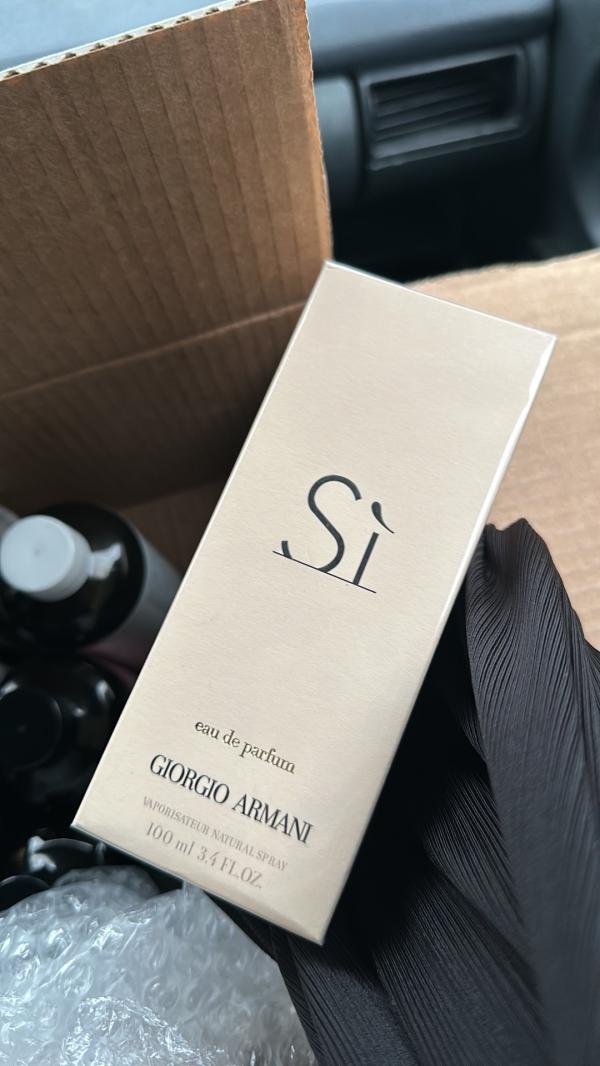 Sì
eau de parfum
GIORGIO ARMANI
VAPORISATEUR NATURAL SPRAY
100 ml 3.4 FL.OZ.